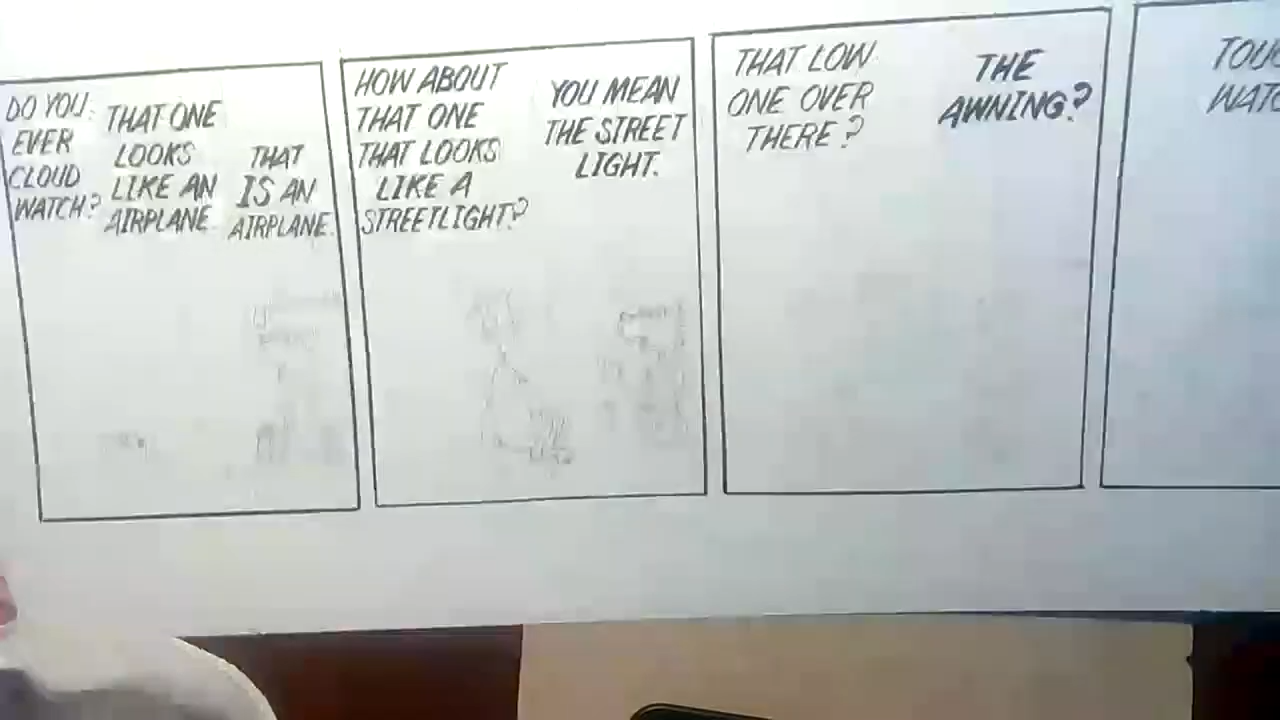 DO YOU
EVER
CLOUD
WATCH?
THAT ONE
LOOKS
LIKE AN
AIRPLANE.
THAT
IS AN
AIRPLANE.
HOW ABOUT
THAT ONE
THAT LOOKS
LIKE A
STREETLIGHT?
YOU MEAN
THE STREET
LIGHT.
THAT LOW
ONE OVER
THERE?
THE
AWNING?